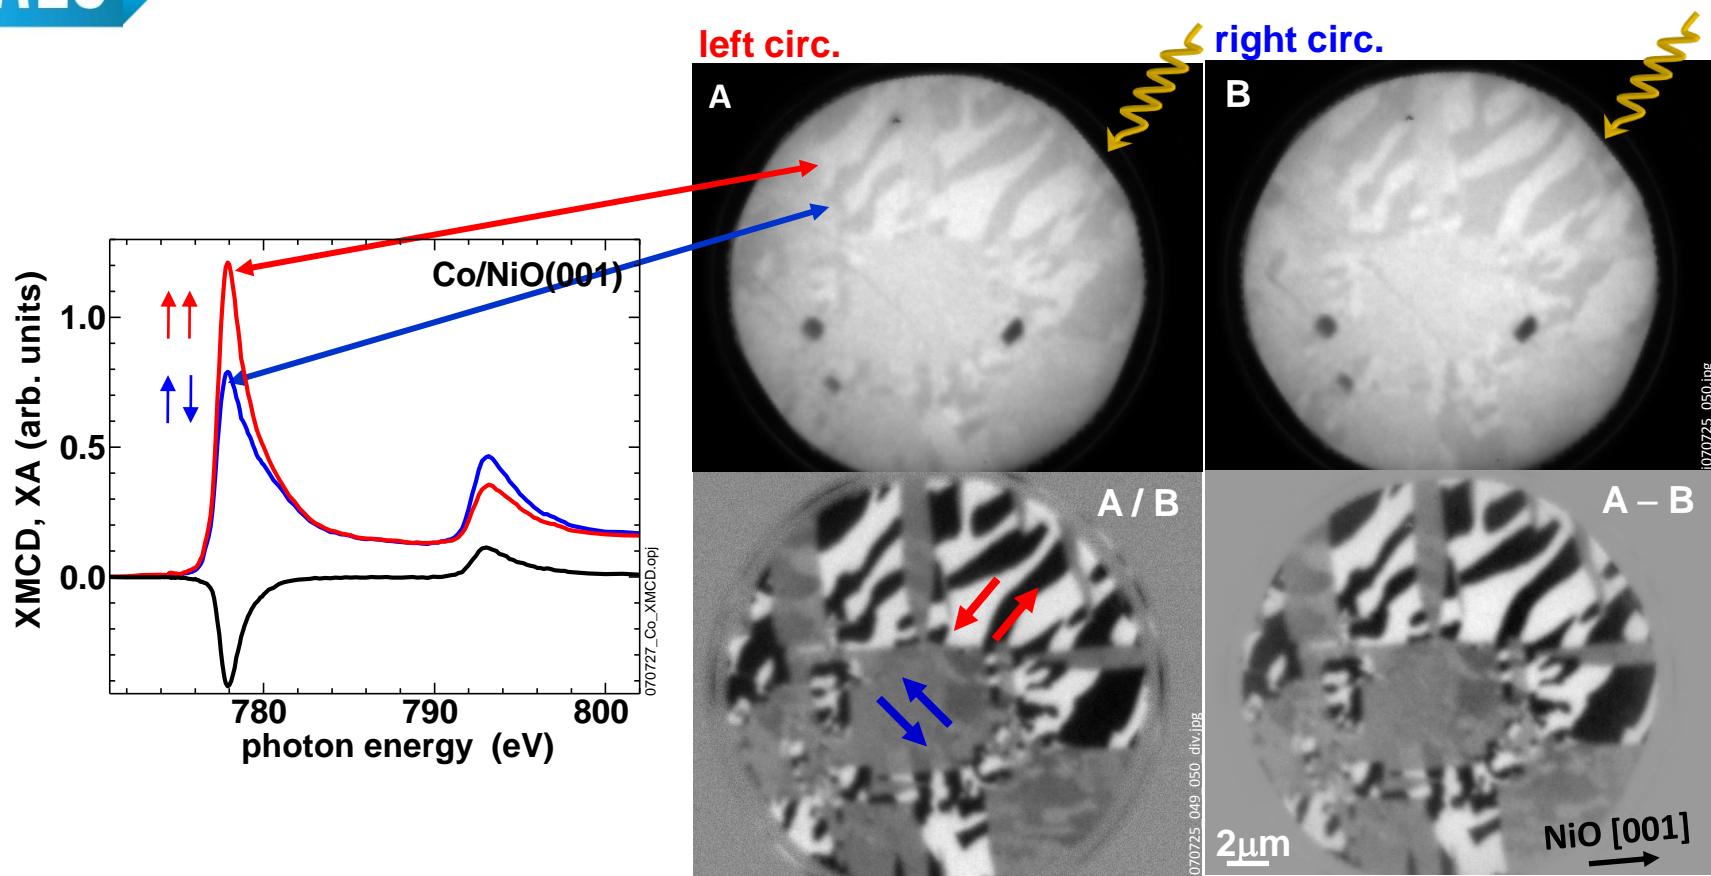 left circ.
right circ.
A
B
Co/NiO(001)
XMCD, XA (arb. units)
1.0
0.5
0.0
780
790
800
photon energy (eV)
070727_Co_XMCD.opj
i070725_050.jpg
A / B
A – B
070725_049_050_div.jpg
2µm
NiO [001]